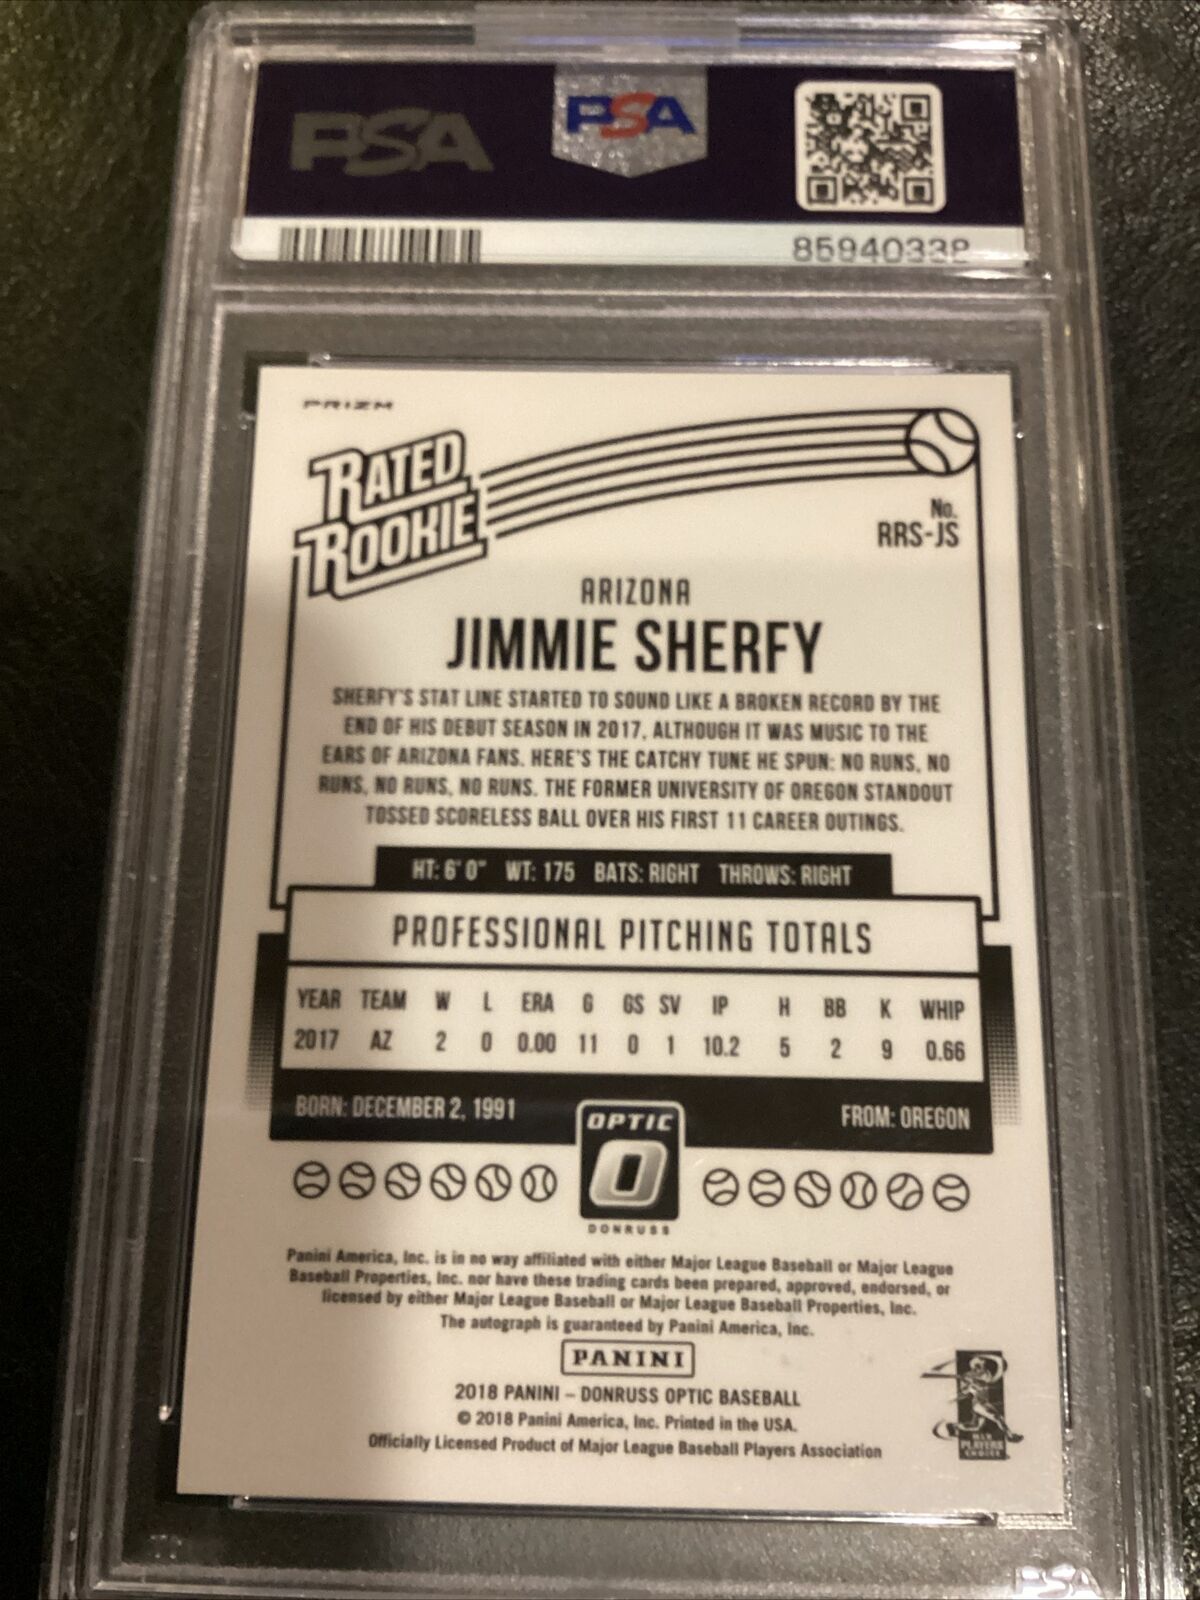 PSA PSA
85940332
PRIZM
RATED
ROOKIE
No.
RRS-JS
ARIZONA
JIMMIE SHERFY
SHERFY'S STAT LINE STARTED TO SOUND LIKE A BROKEN RECORD BY THE
END OF HIS DEBUT SEASON IN 2017, ALTHOUGH IT WAS MUSIC TO THE
EARS OF ARIZONA FANS. HERE'S THE CATCHY TUNE HE SPUN: NO RUNS, NO
RUNS, NO RUNS, NO RUNS. THE FORMER UNIVERSITY OF OREGON STANDOUT
TOSSED SCORELESS BALL OVER HIS FIRST 11 CAREER OUTINGS.
HT: 6' 0" WT: 175 BATS: RIGHT THROWS: RIGHT
PROFESSIONAL PITCHING TOTALS
YEAR TEAM W L ERA G GS SV IP H BB K WHIP
2017 AZ 2 0 0.00 11 0 1 10.2 5 2 9 0.66
BORN: DECEMBER 2, 1991 FROM: OREGON
OPTIC
O
DONRUSS
Panini America, Inc. is in no way affiliated with either Major League Baseball or Major League
Baseball Properties, Inc. nor have these trading cards been prepared, approved, endorsed, or
licensed by either Major League Baseball or Major League Baseball Properties, Inc.
The autograph is guaranteed by Panini America, Inc.
PANINI
2018 PANINI – DONRUSS OPTIC BASEBALL
© 2018 Panini America, Inc. Printed in the USA.
Officially Licensed Product of Major League Baseball Players Association
MLB
PLAYERS
CHOICE
PSA